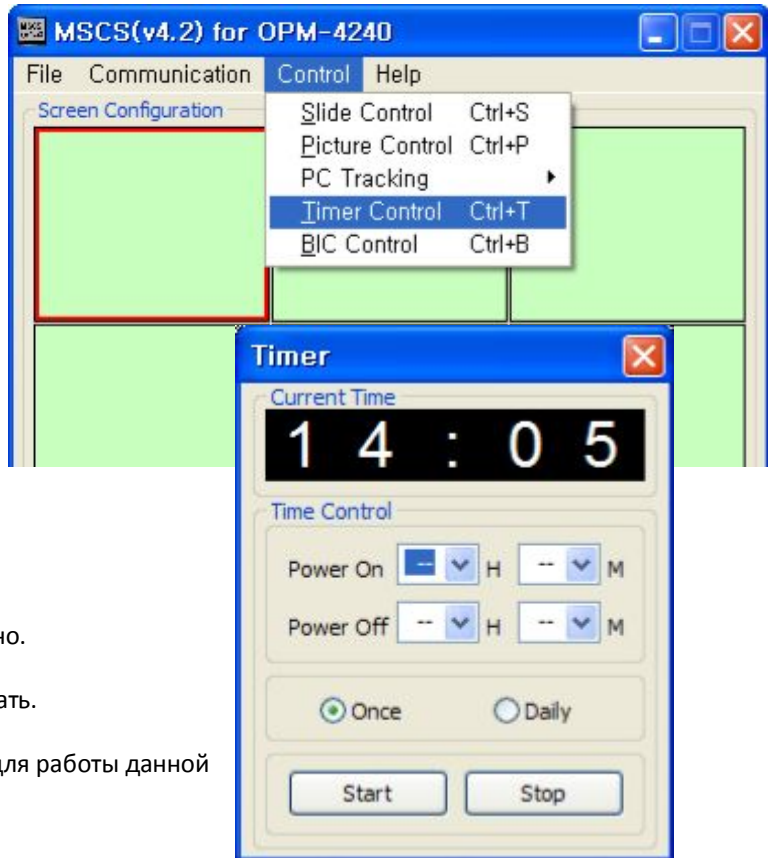 MSCS(v4.2) for OPM-4240
File Communication Control Help
Screen Configuration
Slide Control Ctrl+S
Picture Control Ctrl+P
PC Tracking
Timer Control Ctrl+T
BIC Control Ctrl+B
Timer
Current Time
14:05
Time Control
Power On -- H -- M
Power Off -- H -- M
Once Daily
Start Stop
но.
ать.
для работы данной